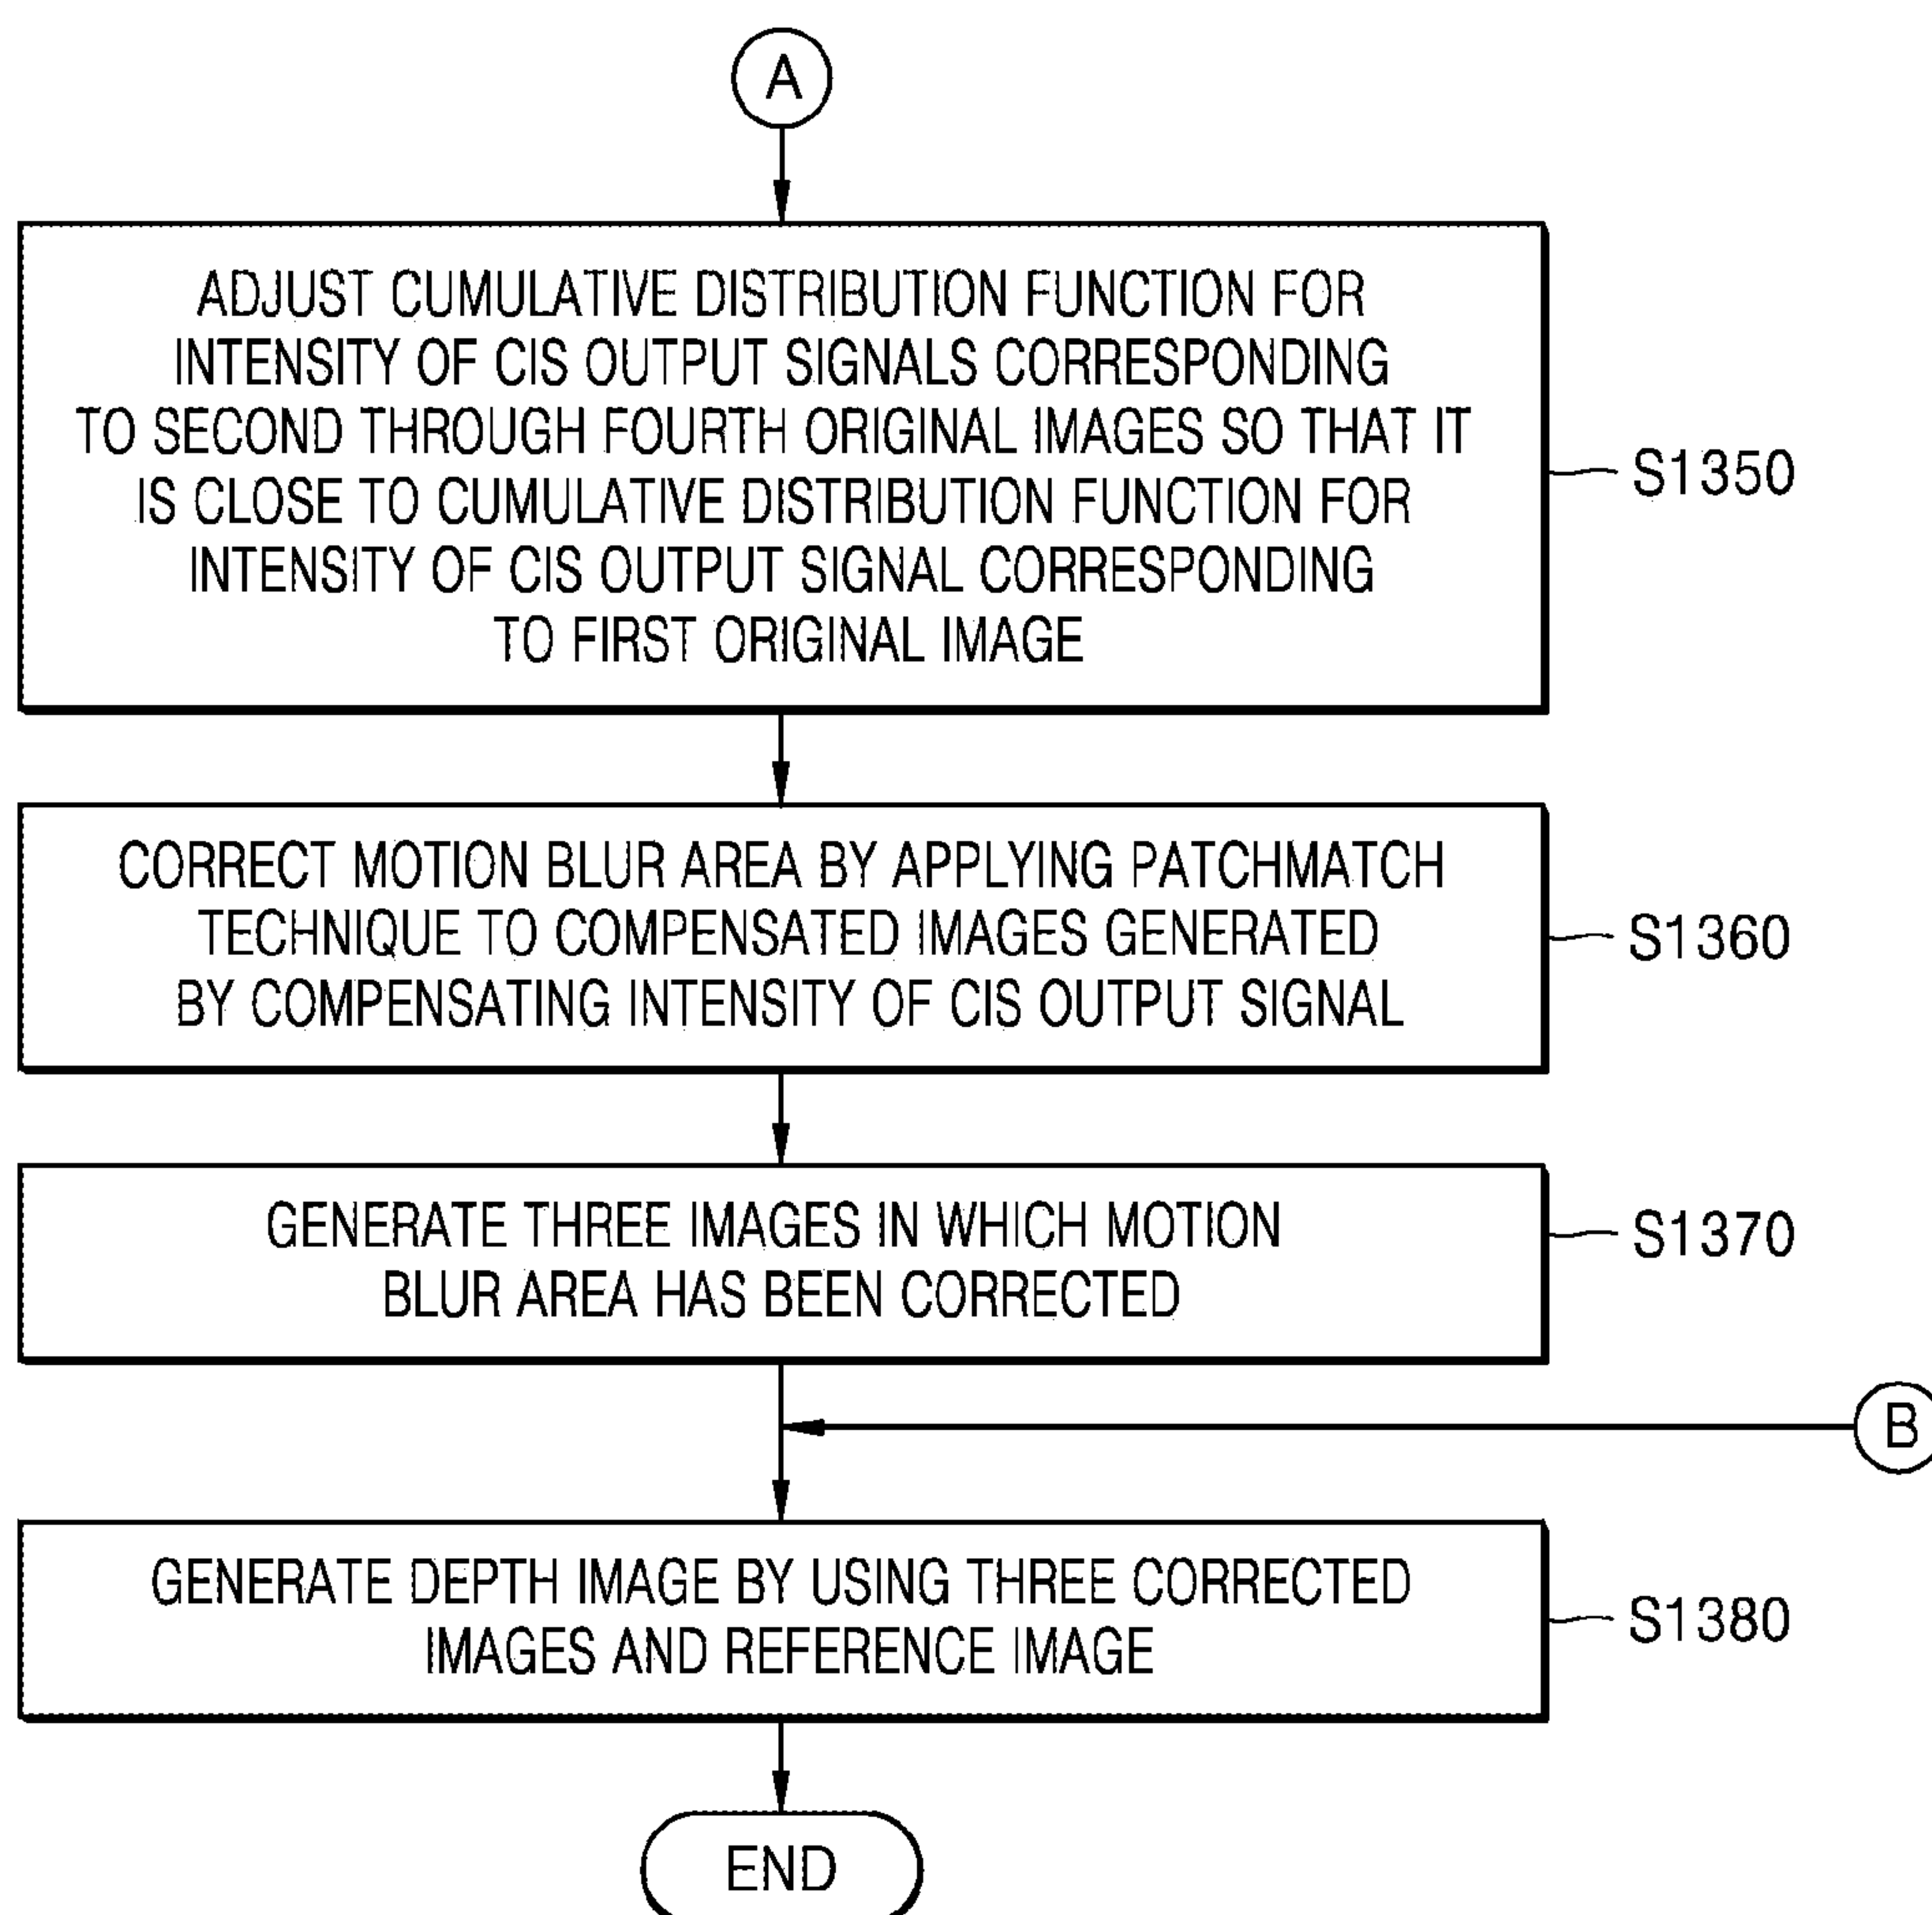 A
ADJUST CUMULATIVE DISTRIBUTION FUNCTION FOR
INTENSITY OF CIS OUTPUT SIGNALS CORRESPONDING
TO SECOND THROUGH FOURTH ORIGINAL IMAGES SO THAT IT
IS CLOSE TO CUMULATIVE DISTRIBUTION FUNCTION FOR
INTENSITY OF CIS OUTPUT SIGNAL CORRESPONDING
TO FIRST ORIGINAL IMAGE
S1350
CORRECT MOTION BLUR AREA BY APPLYING PATCHMATCH
TECHNIQUE TO COMPENSATED IMAGES GENERATED
BY COMPENSATING INTENSITY OF CIS OUTPUT SIGNAL
S1360
GENERATE THREE IMAGES IN WHICH MOTION
BLUR AREA HAS BEEN CORRECTED
S1370
B
GENERATE DEPTH IMAGE BY USING THREE CORRECTED
IMAGES AND REFERENCE IMAGE
S1380
END